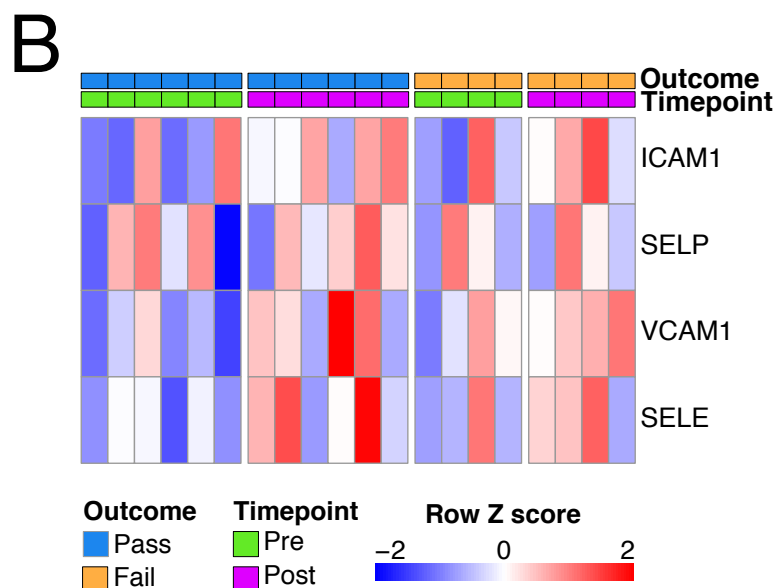 B
Outcome
Timepoint
ICAM1
SELP
VCAM1
SELE
Outcome Timepoint Row Z score
Pass Pre −2 0 2
Fail Post